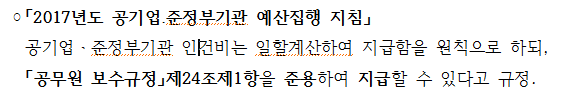 ○「2017년도 공기업·준정부기관 예산집행 지침」
공기업·준정부기관 인건비는 일할계산하여 지급함을 원칙으로 하되,
「공무원 보수규정」제24조제1항을 준용하여 지급할 수 있다고 규정.